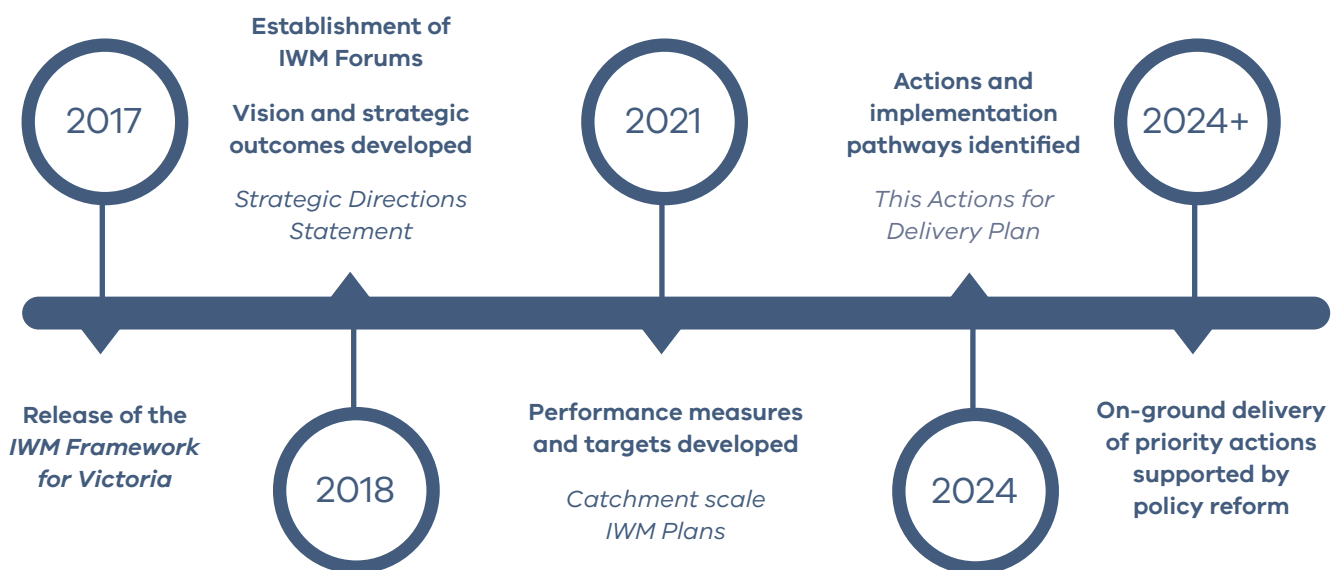 2017
Release of the
IWM Framework
for Victoria
Establishment of
IWM Forums
Vision and strategic
outcomes developed
Strategic Directions
Statement
2018
2021
Performance measures
and targets developed
Catchment scale
IWM Plans
Actions and
implementation
pathways identified
This Actions for
Delivery Plan
2024
2024+
On-ground delivery
of priority actions
supported by
policy reform